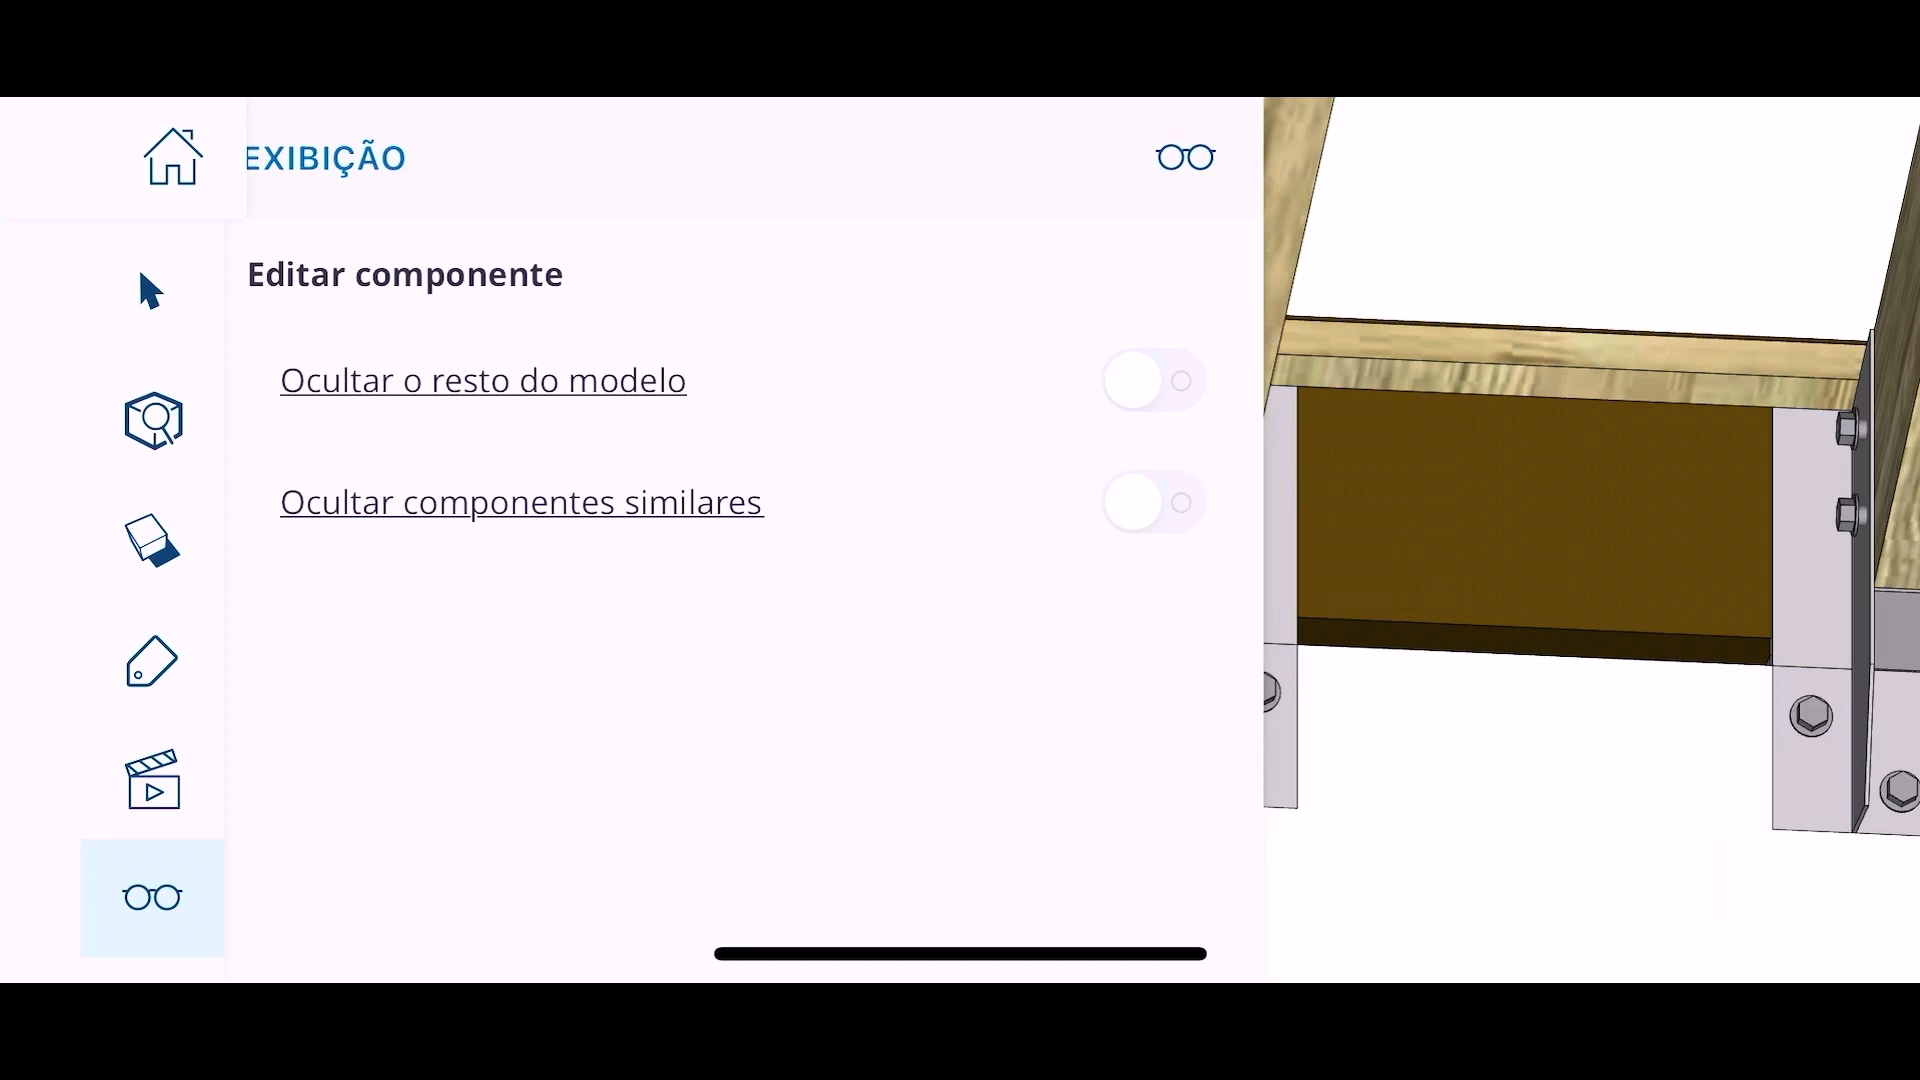 EXIBIÇÃO
Editar componente
Ocultar o resto do modelo
Ocultar componentes similares